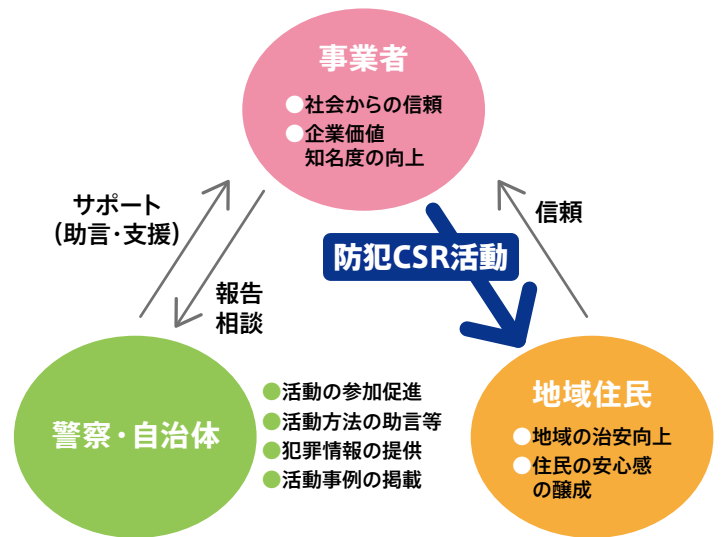 事業者
●社会からの信頼
●企業価値
知名度の向上
サポート
(助言・支援)
報告
相談
防犯CSR活動
信頼
警察・自治体
●活動の参加促進
●活動方法の助言等
●犯罪情報の提供
●活動事例の掲載
地域住民
●地域の治安向上
●住民の安心感
の醸成